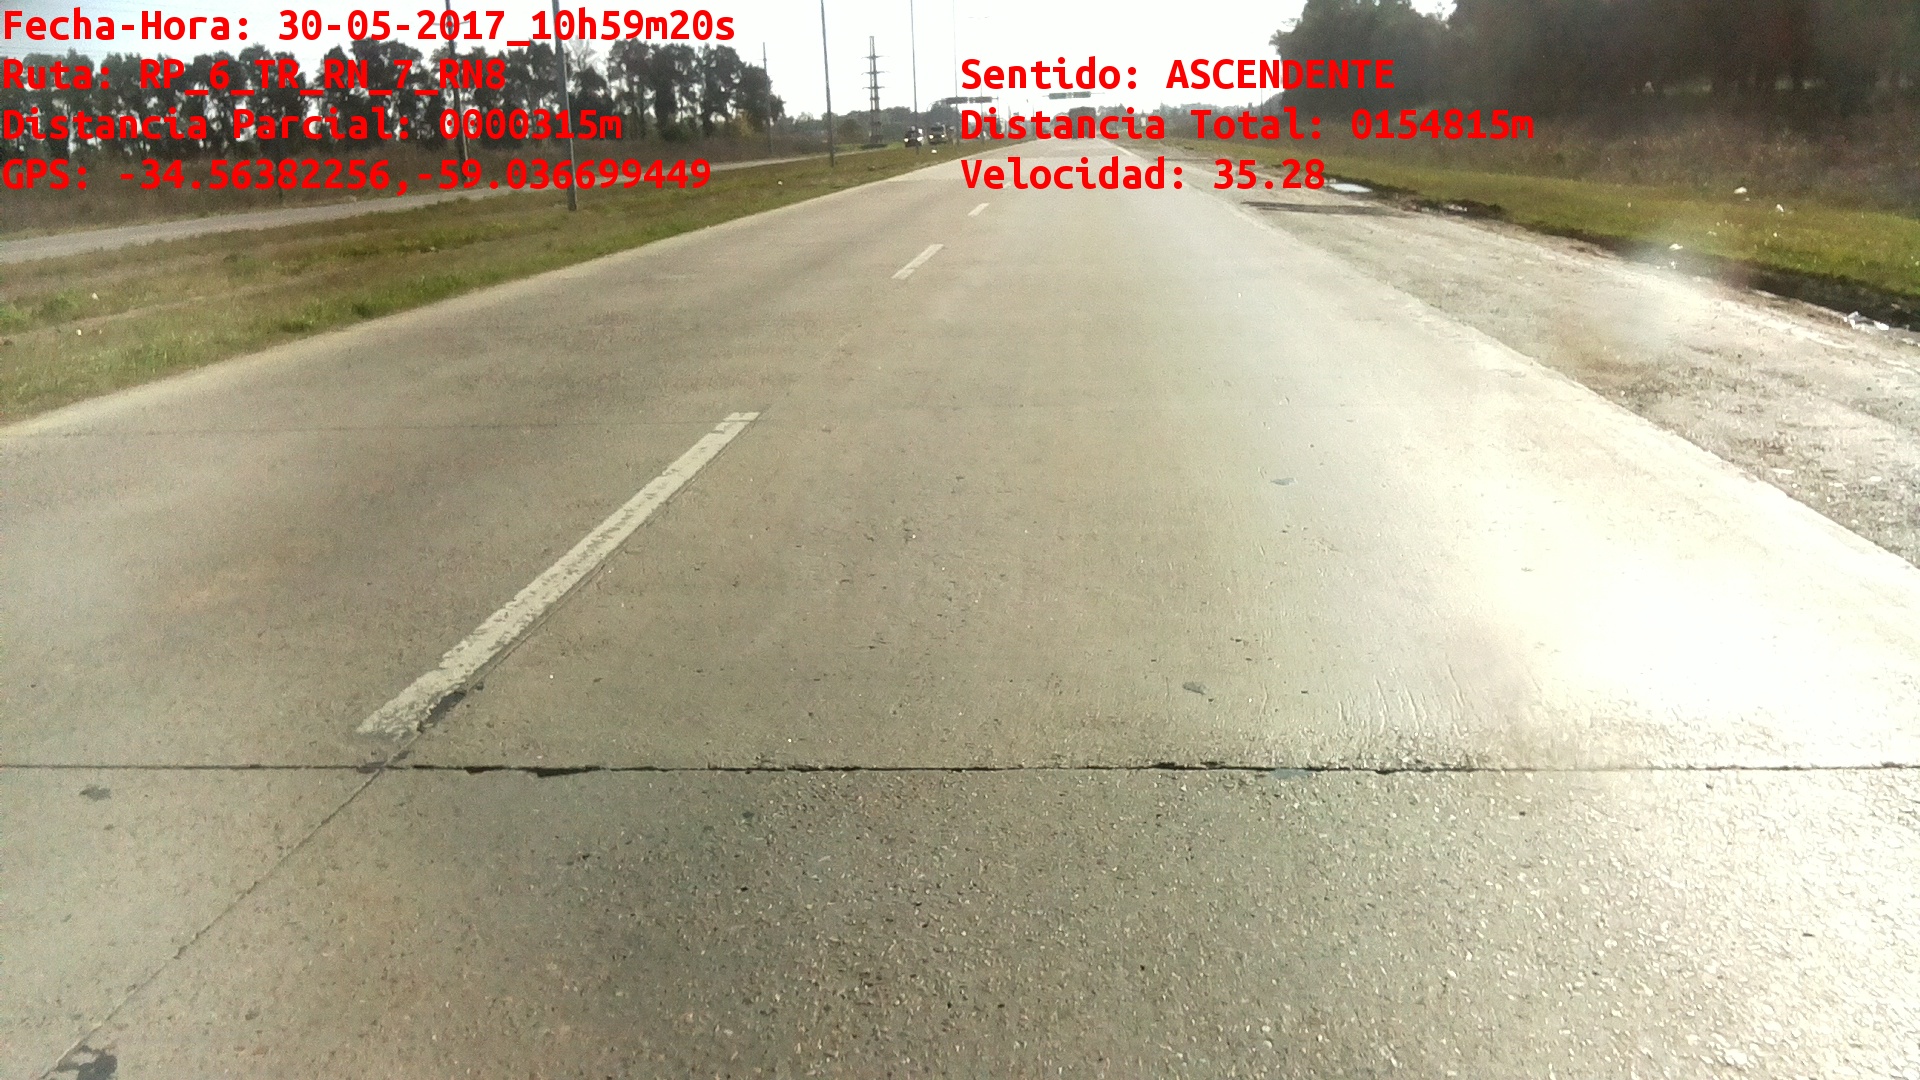 Fecha-Hora: 30-05-2017_10h59m20s
Ruta: RP_6_TR_RN_7_RN8
Sentido: ASCENDENTE
Distancia Parcial: 0000315m
Distancia Total: 0154815m
GPS: -34.56382256,-59.036699449
Velocidad: 35.28